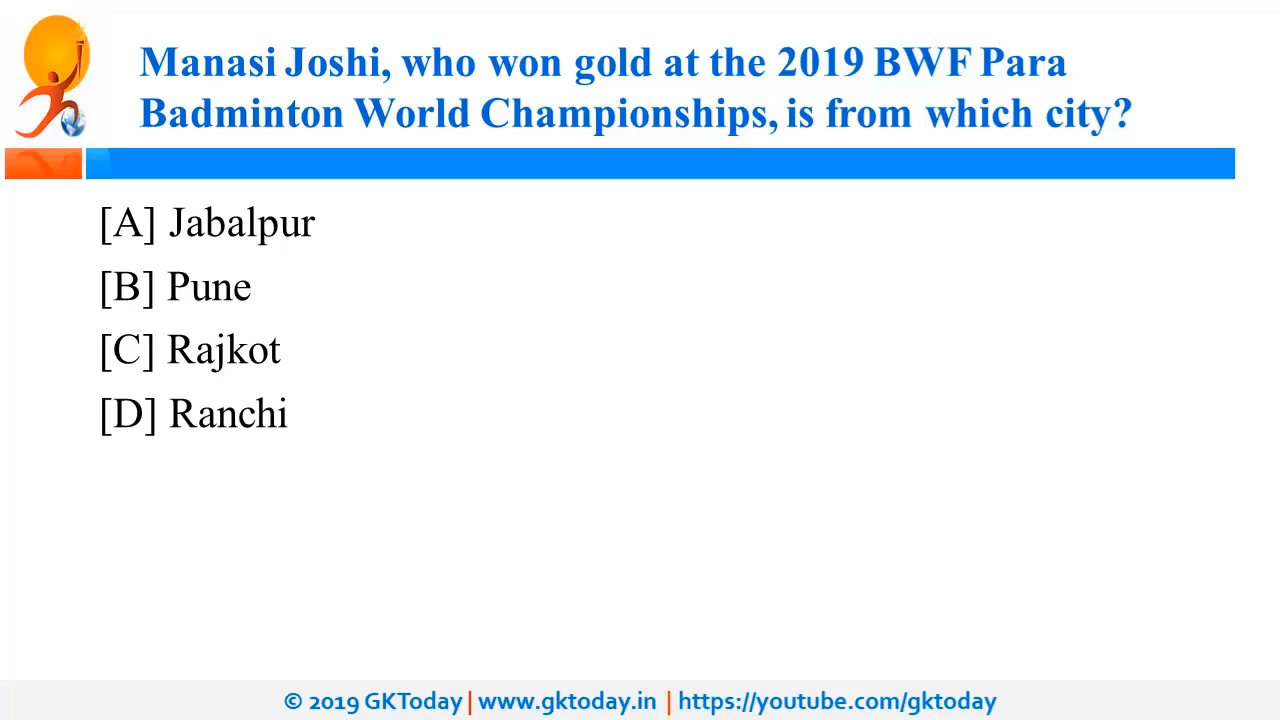 Manasi Joshi, who won gold at the 2019 BWF Para
Badminton World Championships, is from which city?
[A] Jabalpur
[B] Pune
[C] Rajkot
[D] Ranchi
© 2019 GKToday | www.gktoday.in | https://youtube.com/gktoday